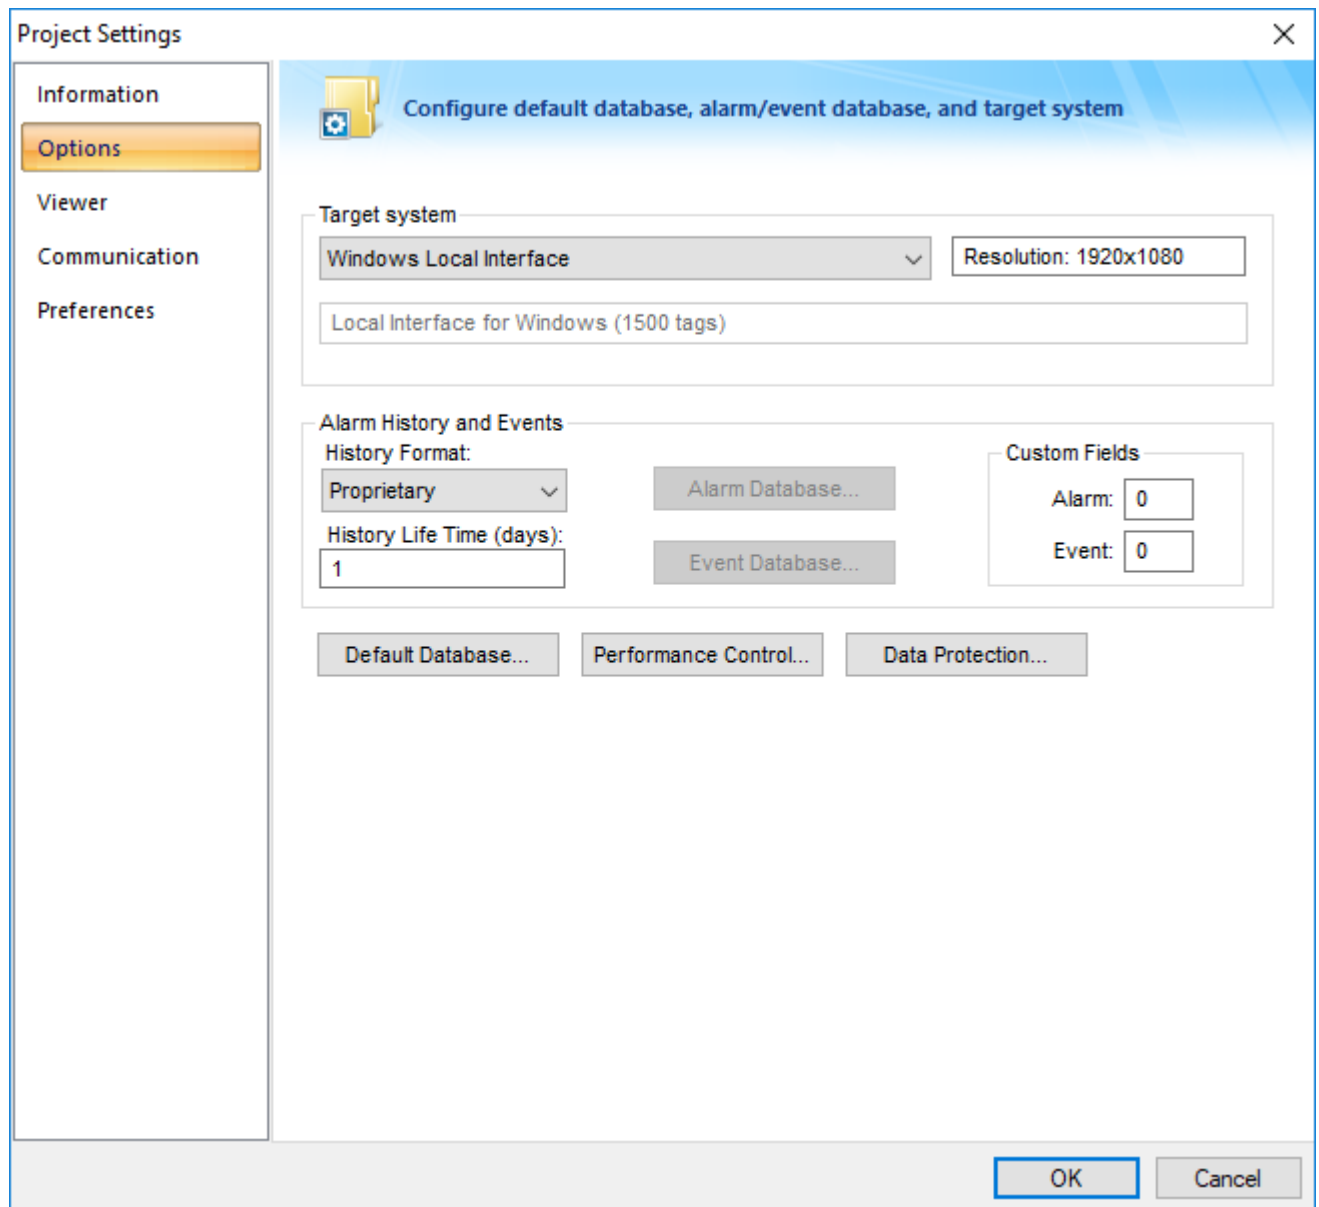 Project Settings
Information
Options
Viewer
Communication
Preferences
Configure default database, alarm/event database, and target system
Target system
Windows Local Interface
Resolution: 1920x1080
Local Interface for Windows (1500 tags)
Alarm History and Events
History Format:
Proprietary
Alarm Database...
History Life Time (days):
1
Event Database...
Custom Fields
Alarm: 0
Event: 0
Default Database... Performance Control... Data Protection...
OK Cancel